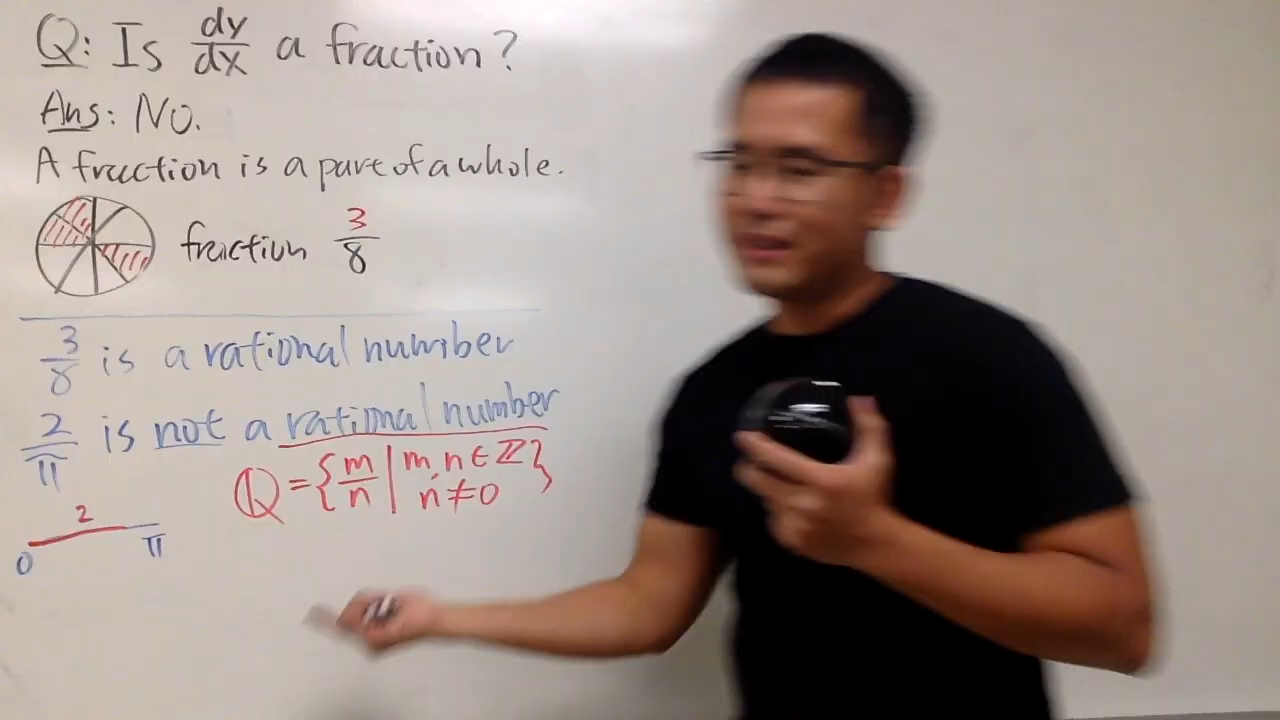 Q: Is dy/dx a fraction?
Ans: No.
A fraction is a part of a whole.
fraction 3/8
3/8 is a rational number
2/π is not a rational number
ℚ = {m/n | m, n ∈ ℤ, n ≠ 0}
2
0 π